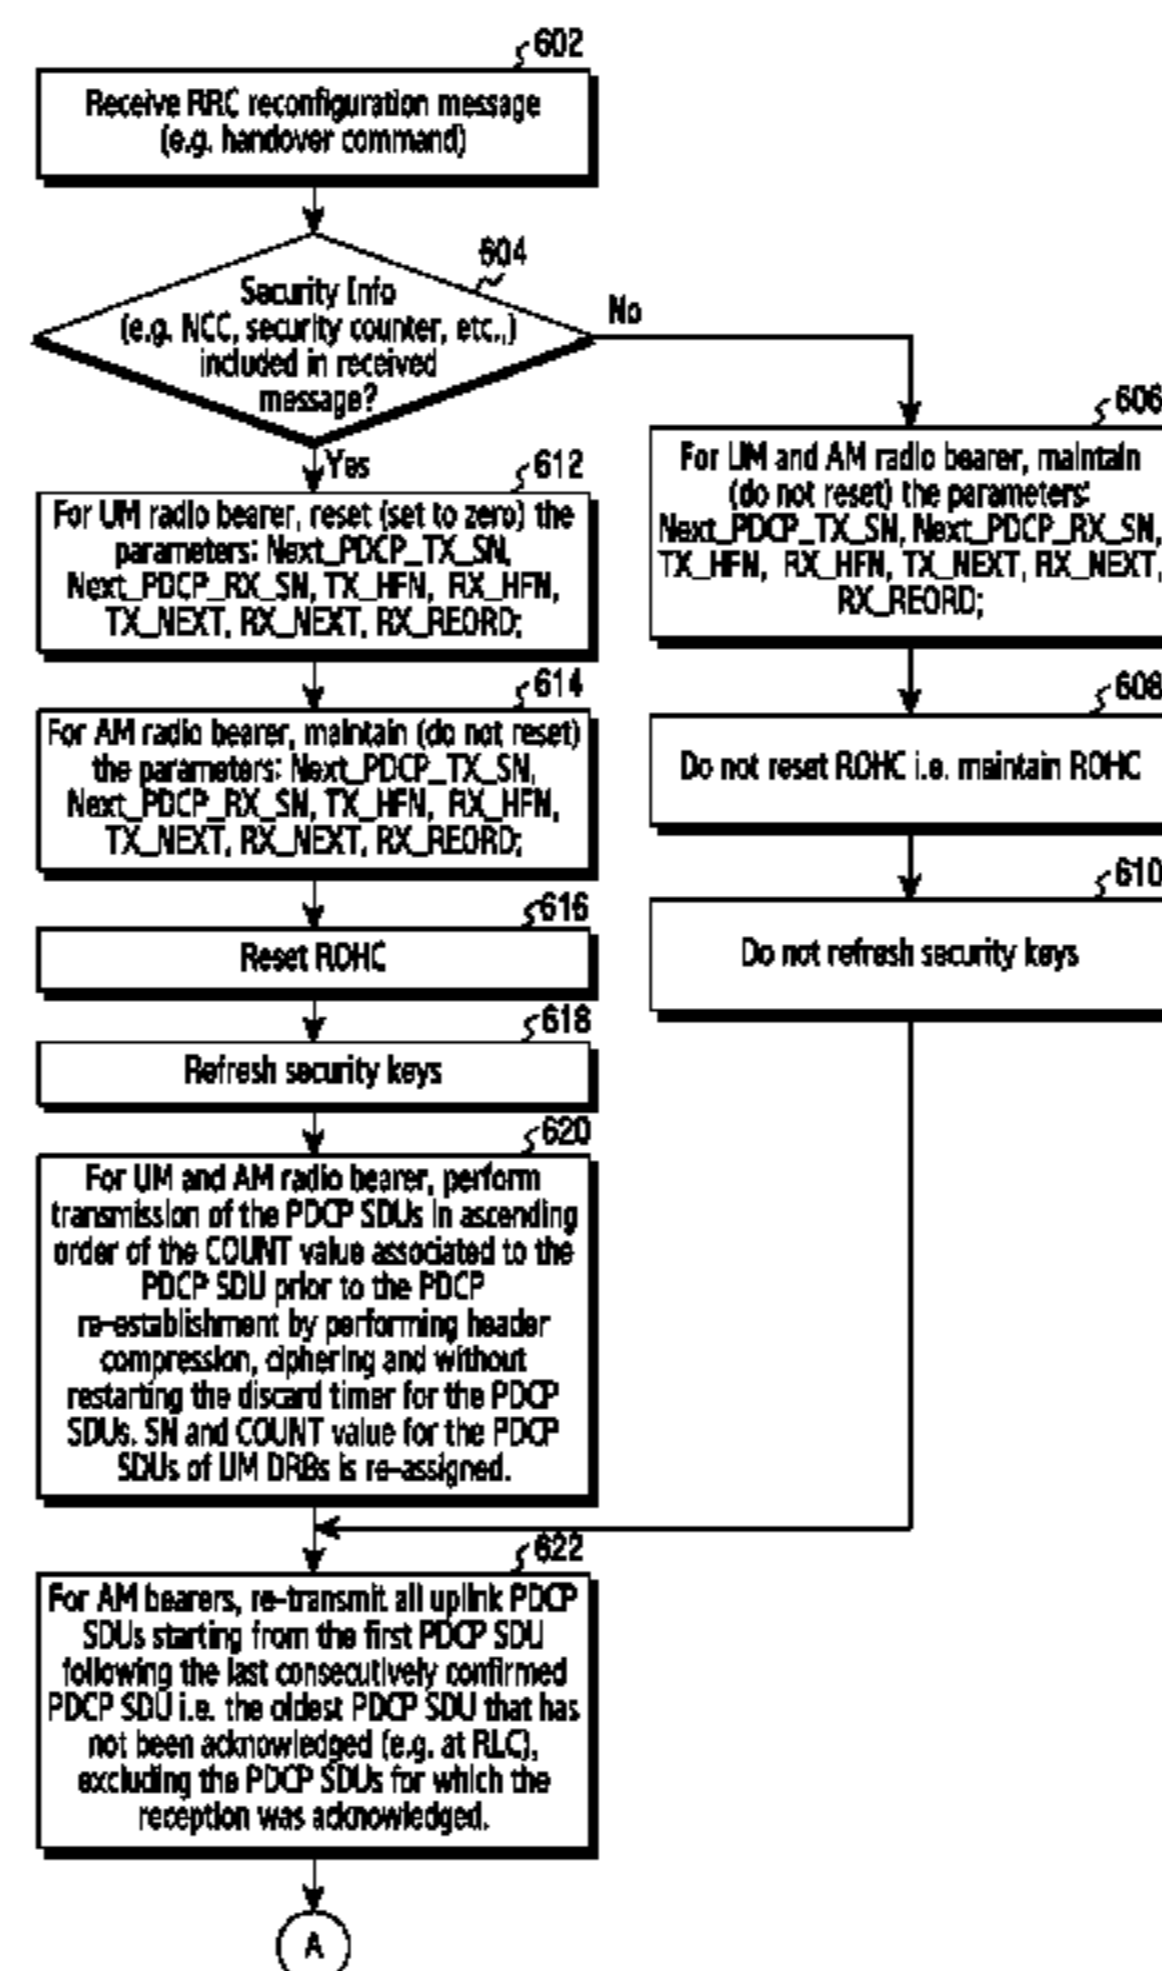 602
Receive RRC reconfiguration message
(e.g. handover command)
604
Security Info
(e.g. NCC, security counter, etc.,)
included in received
message?
No
Yes
606
For UM and AM radio bearer, maintain
(do not reset) the parameters:
Next_PDCP_TX_SN, Next_PDCP_RX_SN,
TX_HFN, RX_HFN, TX_NEXT, RX_NEXT,
RX_REORD;
608
Do not reset ROHC i.e. maintain ROHC
610
Do not refresh security keys
612
For UM radio bearer, reset (set to zero) the
parameters: Next_PDCP_TX_SN,
Next_PDCP_RX_SN, TX_HFN, RX_HFN,
TX_NEXT, RX_NEXT, RX_REORD;
614
For AM radio bearer, maintain (do not reset)
the parameters: Next_PDCP_TX_SN,
Next_PDCP_RX_SN, TX_HFN, RX_HFN,
TX_NEXT, RX_NEXT, RX_REORD;
616
Reset ROHC
618
Refresh security keys
620
For UM and AM radio bearer, perform
transmission of the PDCP SDUs in ascending
order of the COUNT value associated to the
PDCP SDU prior to the PDCP
re-establishment by performing header
compression, ciphering and without
restarting the discard timer for the PDCP
SDUs. SN and COUNT value for the PDCP
SDUs of UM DRBs is re-assigned.
622
For AM bearers, re-transmit all uplink PDCP
SDUs starting from the first PDCP SDU
following the last consecutively confirmed
PDCP SDU i.e. the oldest PDCP SDU that has
not been acknowledged (e.g. at RLC),
excluding the PDCP SDUs for which the
reception was acknowledged.
A